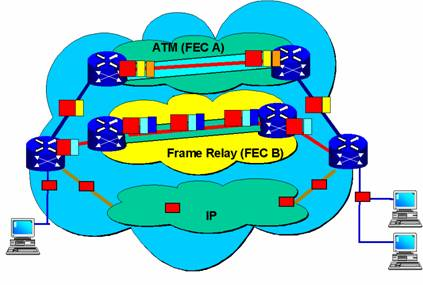 ATM (FEC A)
Frame Relay (FEC B)
IP